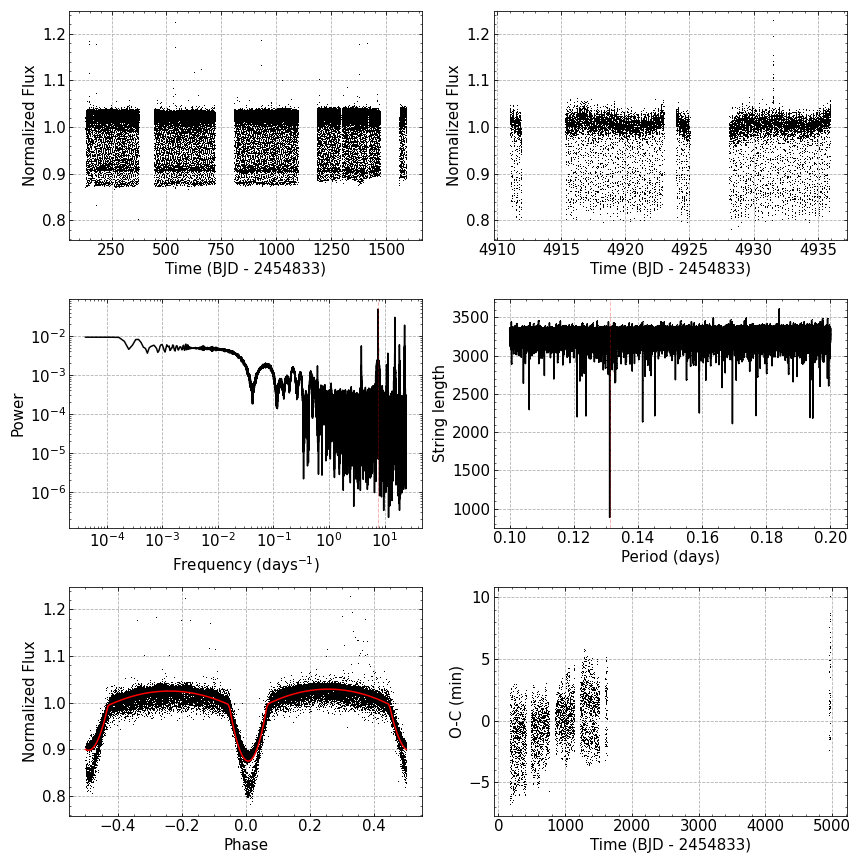 1.2
1.1
1.0
0.9
0.8
Normalized Flux
250 500 750 1000 1250 1500
Time (BJD - 2454833)
1.2
1.1
1.0
0.9
0.8
Normalized Flux
4910 4915 4920 4925 4930 4935
Time (BJD - 2454833)
10⁻²
10⁻³
10⁻⁴
10⁻⁵
10⁻⁶
Power
10⁻⁴ 10⁻³ 10⁻² 10⁻¹ 10⁰ 10¹
Frequency (days⁻¹)
3500
3000
2500
2000
1500
1000
String length
0.10 0.12 0.14 0.16 0.18 0.20
Period (days)
1.2
1.1
1.0
0.9
0.8
Normalized Flux
−0.4 −0.2 0.0 0.2 0.4
Phase
10
5
0
−5
O-C (min)
0 1000 2000 3000 4000 5000
Time (BJD - 2454833)